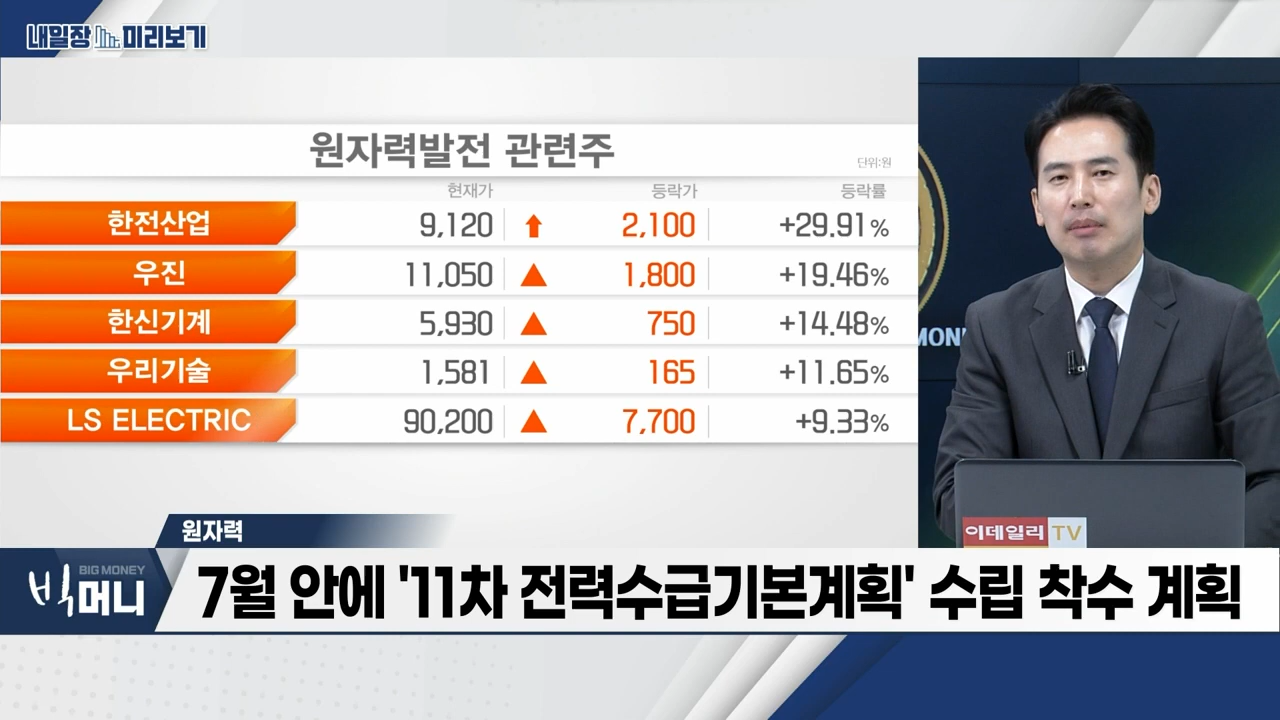 내일장 미리보기
원자력발전 관련주
단위:원
현재가 등락가 등락률
한전산업 9,120 ⬆ 2,100 +29.91%
우진 11,050 ▲ 1,800 +19.46%
한신기계 5,930 ▲ 750 +14.48%
우리기술 1,581 ▲ 165 +11.65%
LS ELECTRIC 90,200 ▲ 7,700 +9.33%
MON
이데일리 TV
원자력
BIG MONEY
빅머니
7월 안에 '11차 전력수급기본계획' 수립 착수 계획